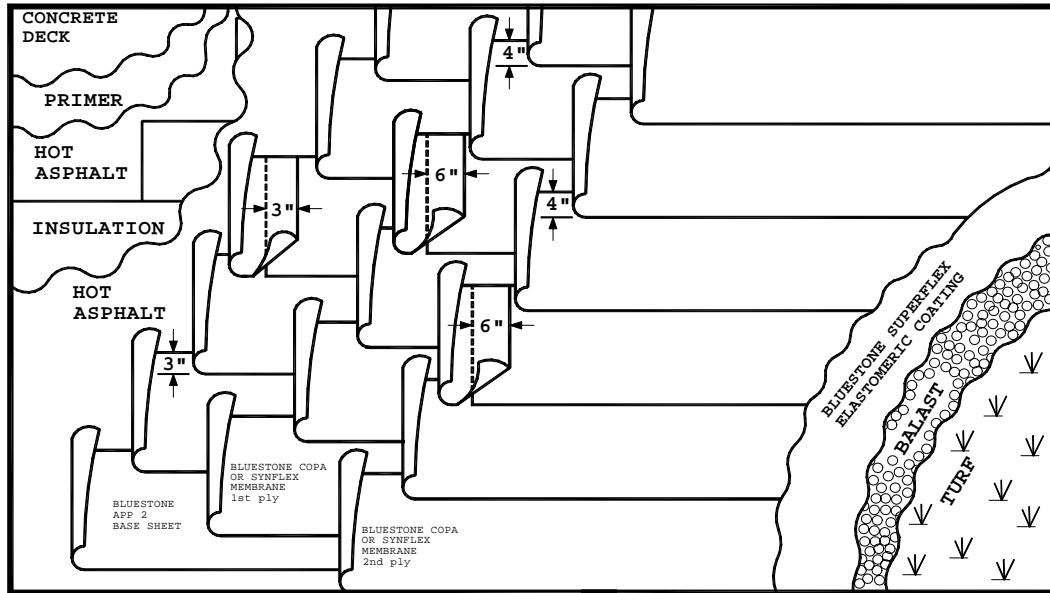 CONCRETE
DECK
PRIMER
HOT
ASPHALT
INSULATION
HOT
ASPHALT
4"
6"
3"
4"
6"
3"
BLUESTONE
APP 2
BASE SHEET
BLUESTONE COPA
OR SYNFLEX
MEMBRANE
1st ply
BLUESTONE COPA
OR SYNFLEX
MEMBRANE
2nd ply
BLUESTONE SUPERFLEX
ELASTOMERIC COATING
BALAST
TURF